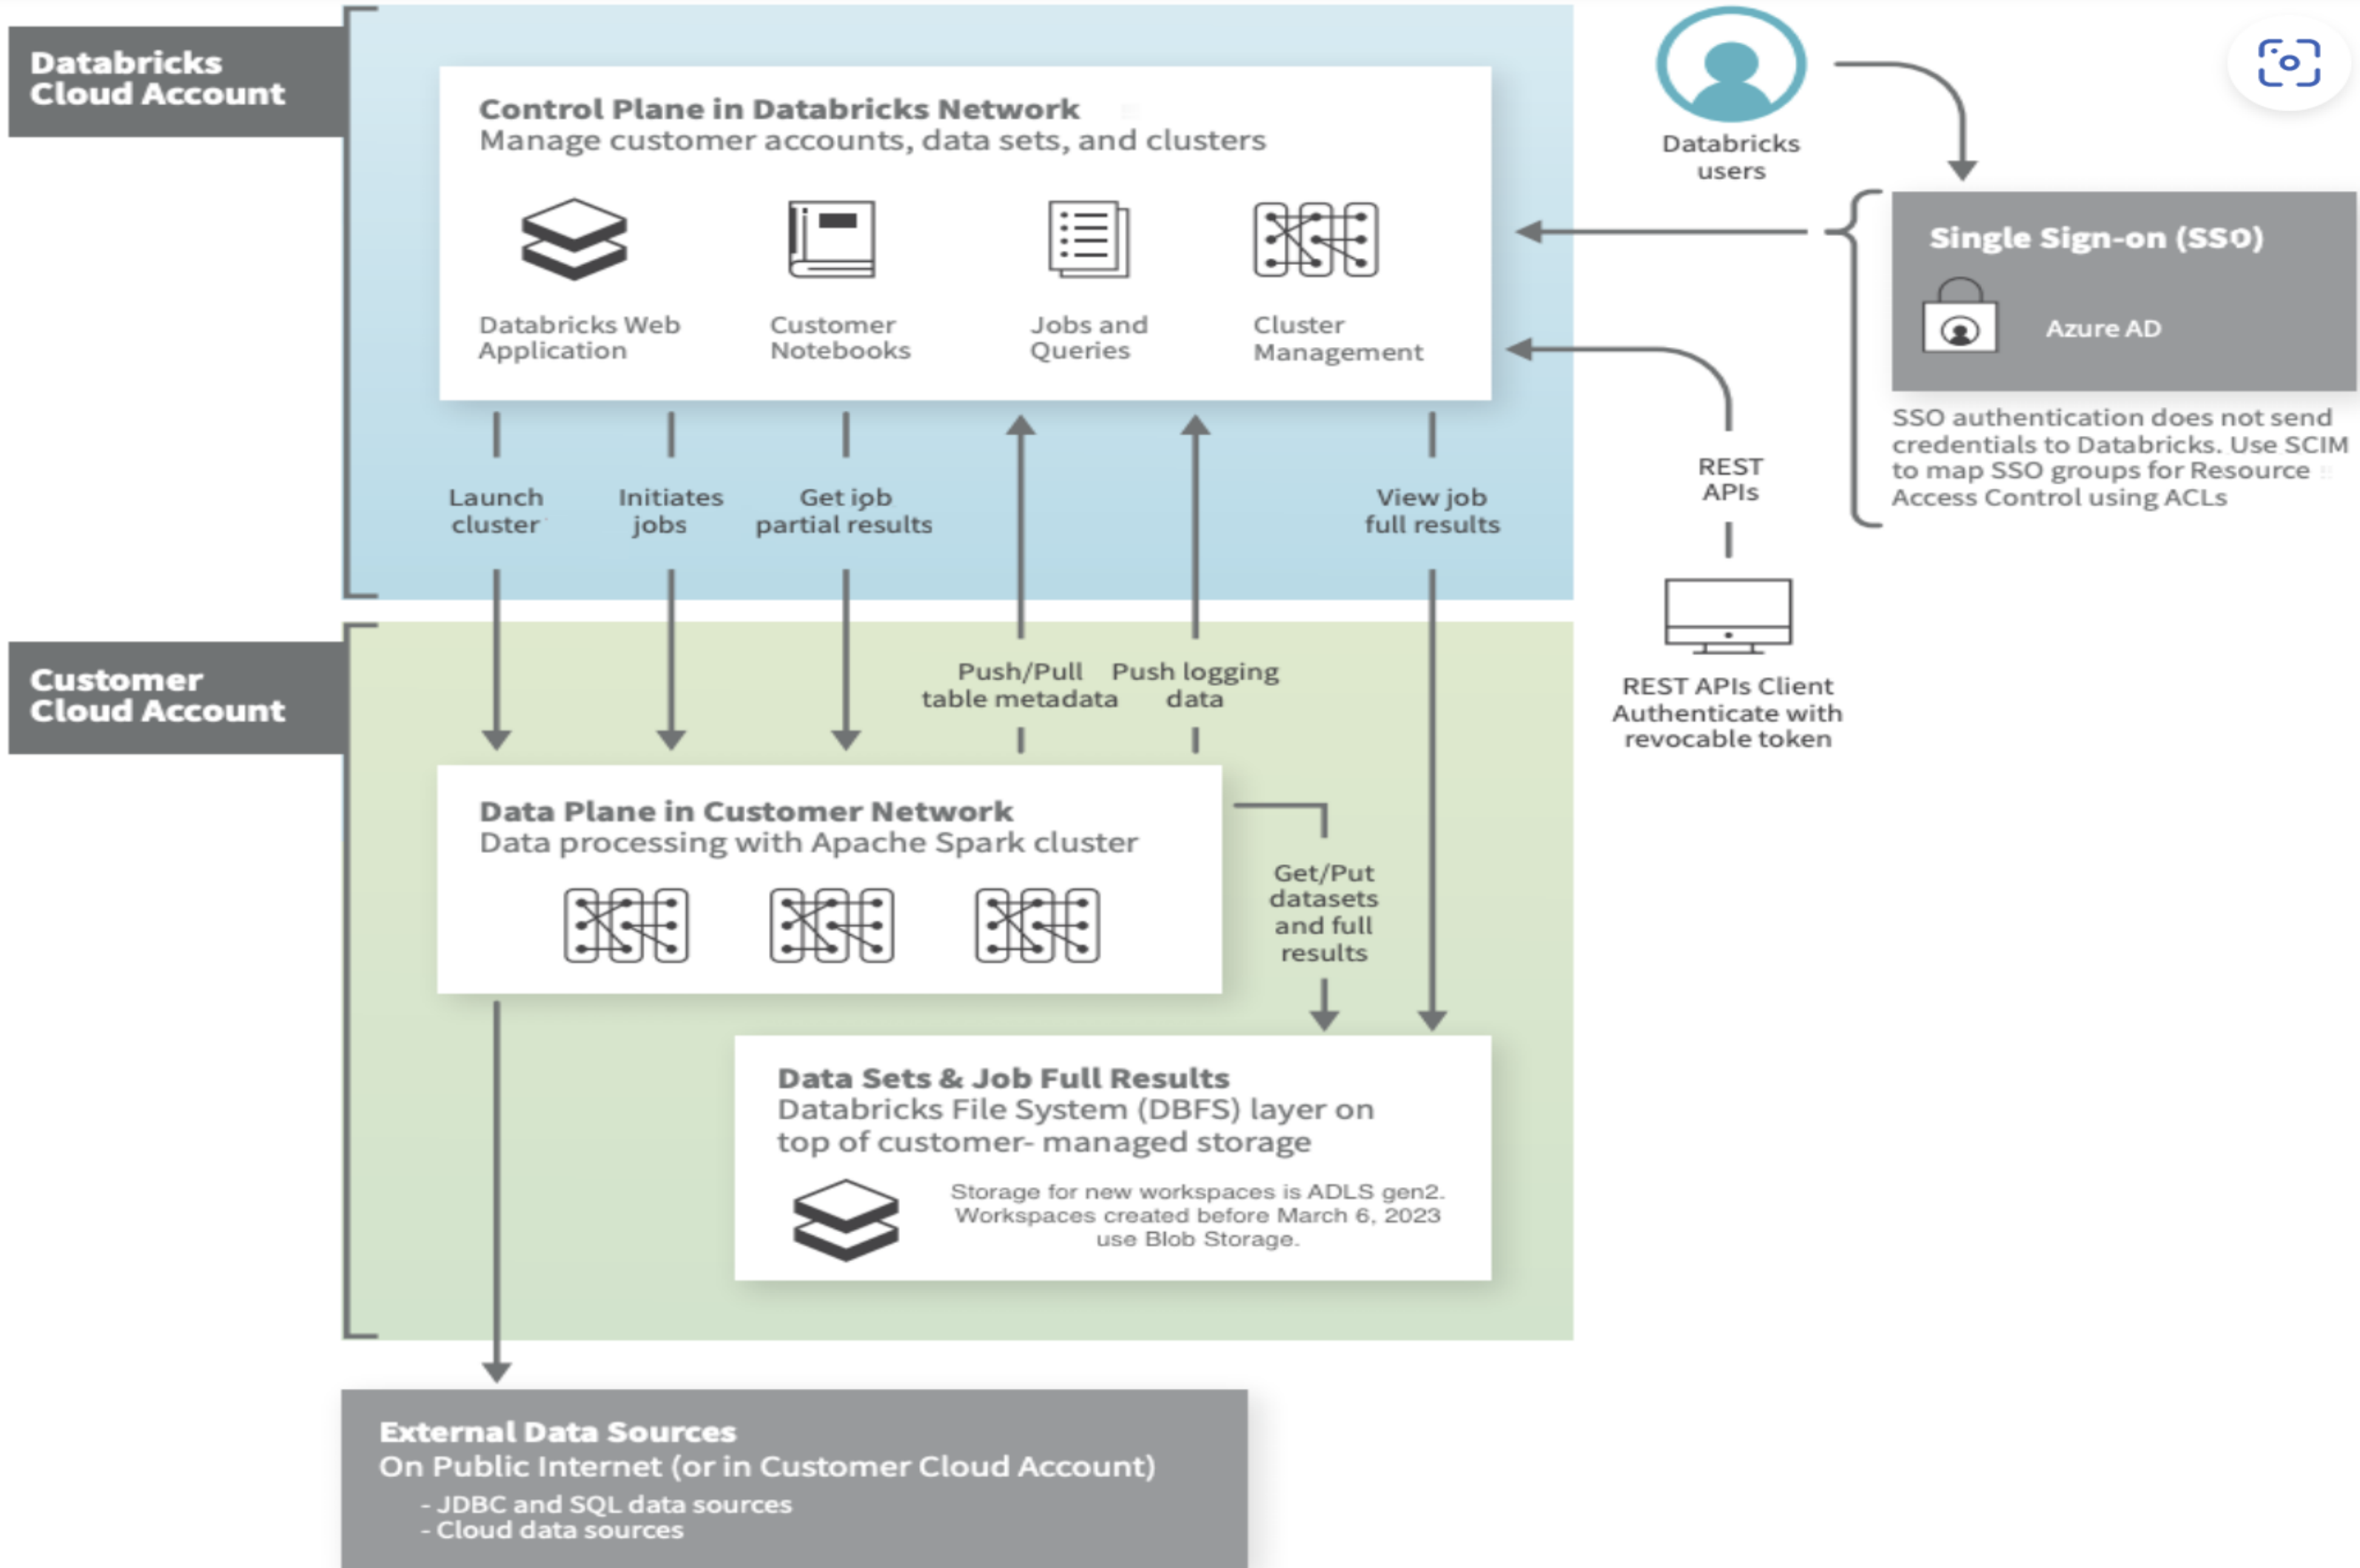 Databricks
Cloud Account
Control Plane in Databricks Network
Manage customer accounts, data sets, and clusters
Databricks Web
Application
Customer
Notebooks
Jobs and
Queries
Cluster
Management
Databricks
users
Single Sign-on (SSO)
Azure AD
SSO authentication does not send
credentials to Databricks. Use SCIM
to map SSO groups for Resource
Access Control using ACLs
Launch
cluster
Initiates
jobs
Get job
partial results
View job
full results
REST
APIs
REST APIs Client
Authenticate with
revocable token
Customer
Cloud Account
Push/Pull
table metadata
Push logging
data
Data Plane in Customer Network
Data processing with Apache Spark cluster
Get/Put
datasets
and full
results
Data Sets & Job Full Results
Databricks File System (DBFS) layer on
top of customer- managed storage
Storage for new workspaces is ADLS gen2.
Workspaces created before March 6, 2023
use Blob Storage.
External Data Sources
On Public Internet (or in Customer Cloud Account)
- JDBC and SQL data sources
- Cloud data sources